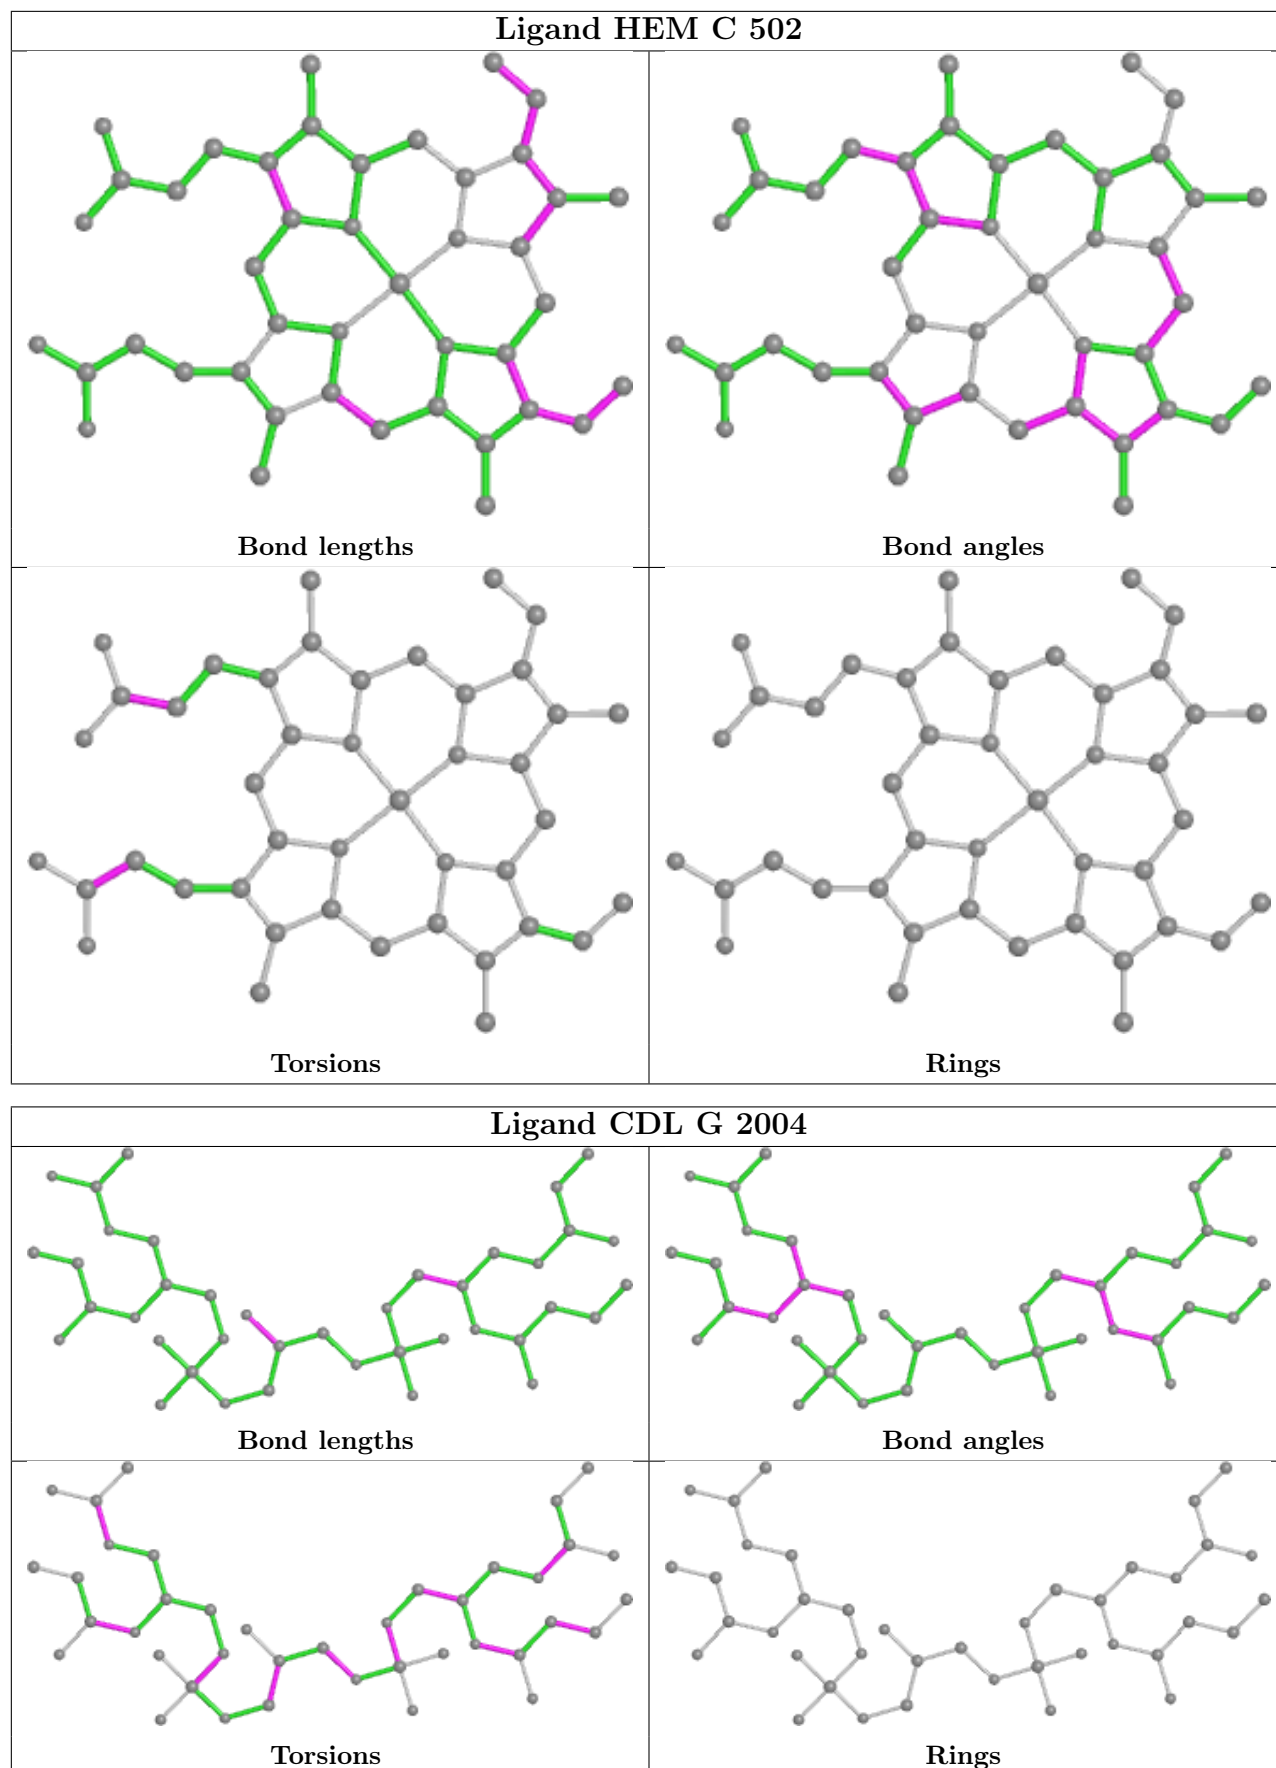 Ligand HEM C 502
Bond lengths
Bond angles
Torsions
Rings
Ligand CDL G 2004
Bond lengths
Bond angles
Torsions
Rings